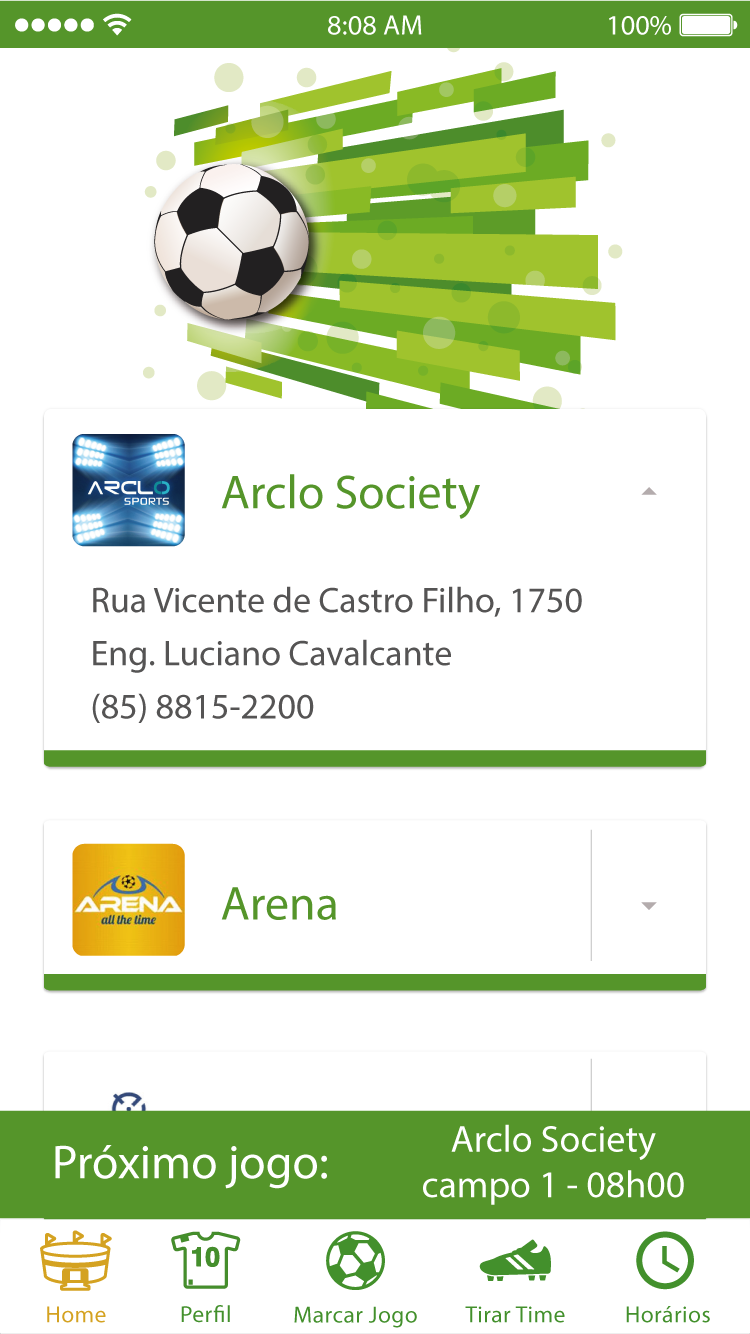 8:08 AM
100%
ARCLO
SPORTS
Arclo Society
Rua Vicente de Castro Filho, 1750
Eng. Luciano Cavalcante
(85) 8815-2200
ARENA
all the time
Arena
Próximo jogo:
Arclo Society
campo 1 - 08h00
10
Home
Perfil
Marcar Jogo
Tirar Time
Horários